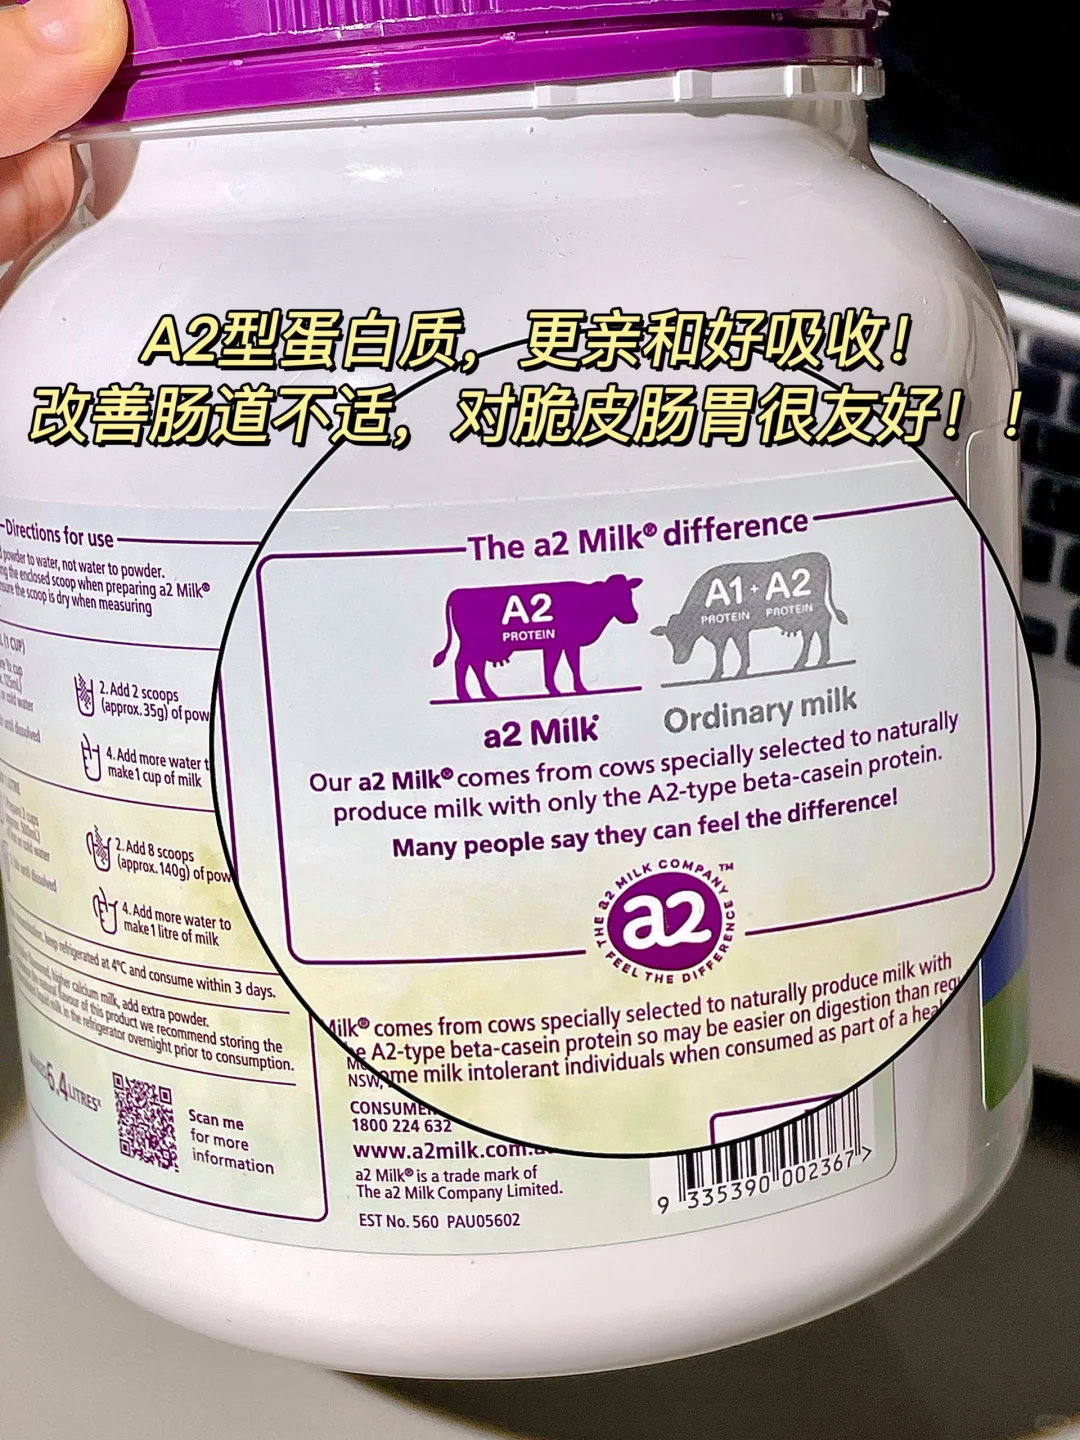 A2型蛋白质，更亲和好吸收！
改善肠道不适，对脆皮肠胃很友好！！
Directions for use
powder to water, not water to powder.
the enclosed scoop when preparing a2 Milk®
the scoop is dry when measuring
(1 CUP)
2. Add 2 scoops
(approx. 35g) of pow
4. Add more water t
make 1 cup of milk
2. Add 8 scoops
(approx. 140g) of pow
4. Add more water to
make 1 litre of milk
keep refrigerated at 4°C and consume within 3 days.
higher calcium milk, add extra powder.
flavour of this product we recommend storing the
liquid milk in the refrigerator overnight prior to consumption.
6.4 LITRES
Scan me
for more
information
The a2 Milk® difference
A2
PROTEIN
A1 + A2
PROTEIN PROTEIN
a2 Milk
Ordinary milk
Our a2 Milk® comes from cows specially selected to naturally
produce milk with only the A2-type beta-casein protein.
Many people say they can feel the difference!
THE a2 MILK COMPANY™
a2
FEEL THE DIFFERENCE
Milk® comes from cows specially selected to naturally produce milk with
A2-type beta-casein protein so may be easier on digestion than reg
me milk intolerant individuals when consumed as part of a hea
NSW,
CONSUME
1800 224 632
www.a2milk.com.a
a2 Milk® is a trade mark of
The a2 Milk Company Limited.
EST No. 560 PAU05602
9 335390 002367 >